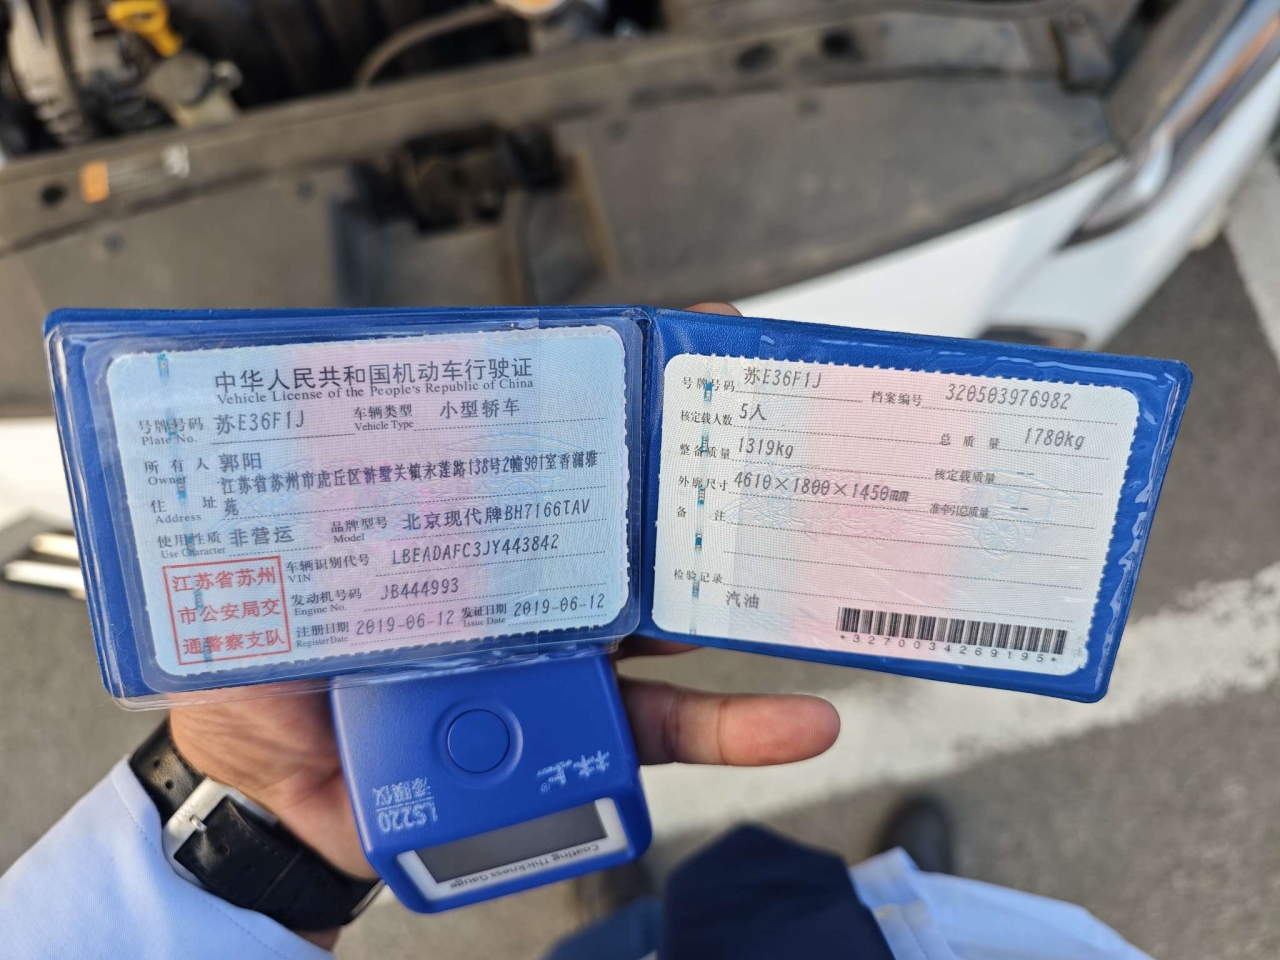 中华人民共和国机动车行驶证
Vehicle License of the People's Republic of China
号牌号码 苏E36F1J 车辆类型 小型轿车
Plate No. Vehicle Type
所有人 郭阳
Owner
住址 江苏省苏州市虎丘区浒墅关镇永莲路138号2幢901室香澜雅苑
Address
使用性质 非营运 品牌型号 北京现代牌BH7166TAV
Use Character Model
江苏省苏州
市公安局交
通警察支队
车辆识别代号 LBEADAFC3JY443842
VIN
发动机号码 JB444993
Engine No.
注册日期 2019-06-12 发证日期 2019-06-12
Register Date Issue Date
号牌号码 苏E36F1J 档案编号 320503976982
核定载人数 5人 总质量 1780kg
整备质量 1319kg 核定载质量 --
外廓尺寸 4610×1800×1450mm 准牵引总质量 --
备注
检验记录
汽油
*3270034269195*
林上®
LS220
漆膜仪
Coating Thickness Gauge